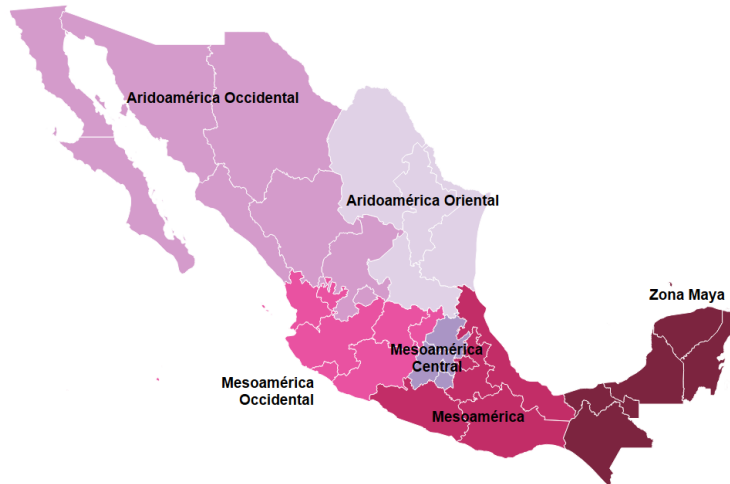 Aridoamérica Occidental
Aridoamérica Oriental
Zona Maya
Mesoamérica
Central
Mesoamérica
Occidental
Mesoamérica